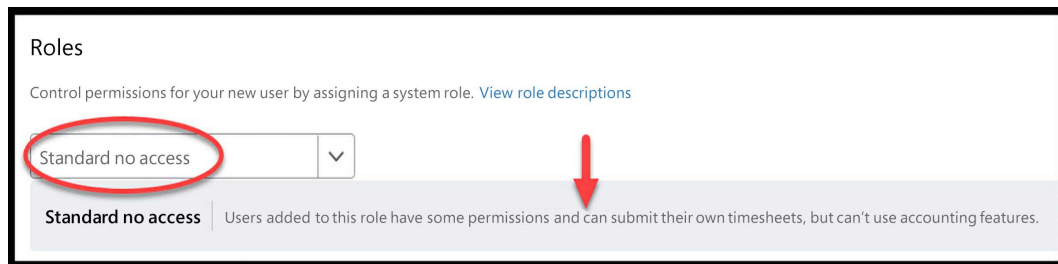 Roles
Control permissions for your new user by assigning a system role. View role descriptions
Standard no access
Standard no access Users added to this role have some permissions and can submit their own timesheets, but can't use accounting features.